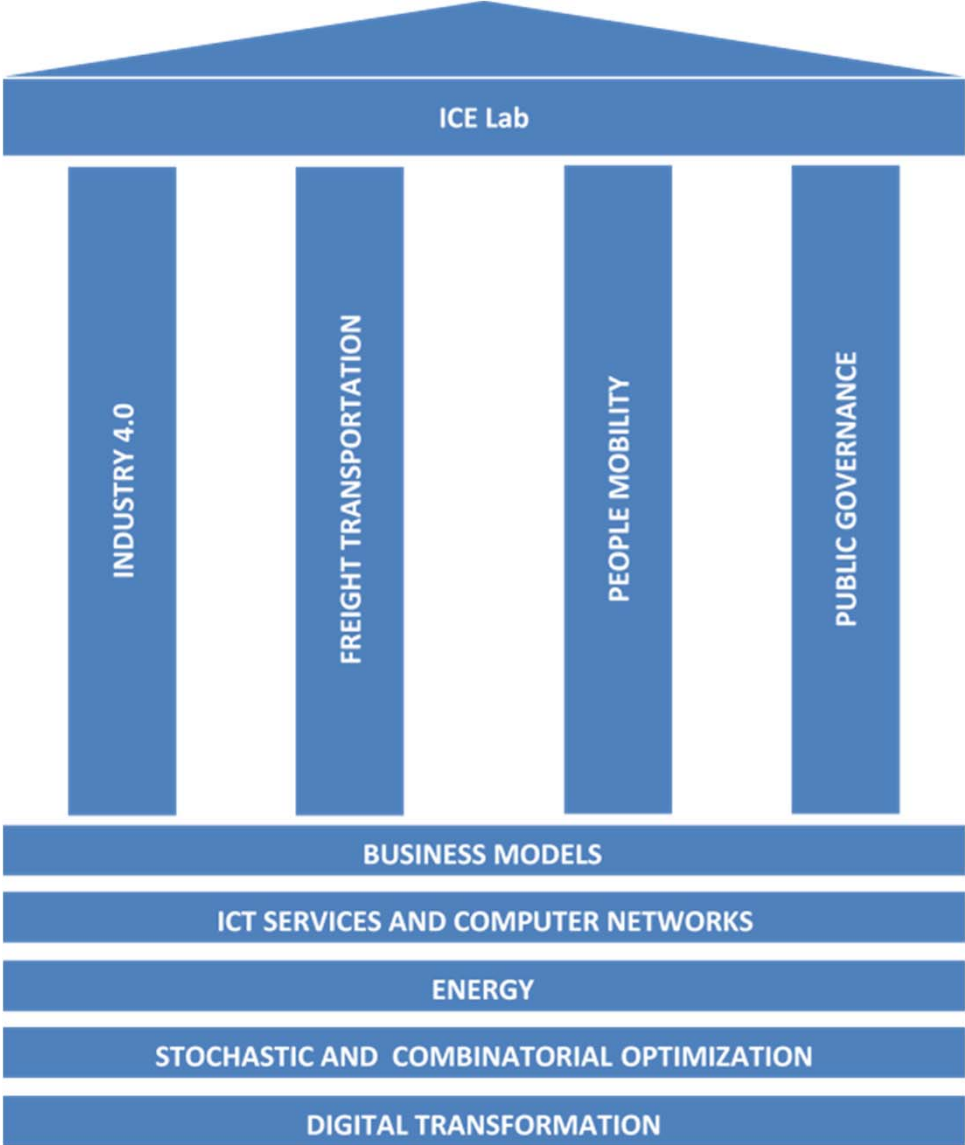 ICE Lab
INDUSTRY 4.0
FREIGHT TRANSPORTATION
PEOPLE MOBILITY
PUBLIC GOVERNANCE
BUSINESS MODELS
ICT SERVICES AND COMPUTER NETWORKS
ENERGY
STOCHASTIC AND COMBINATORIAL OPTIMIZATION
DIGITAL TRANSFORMATION